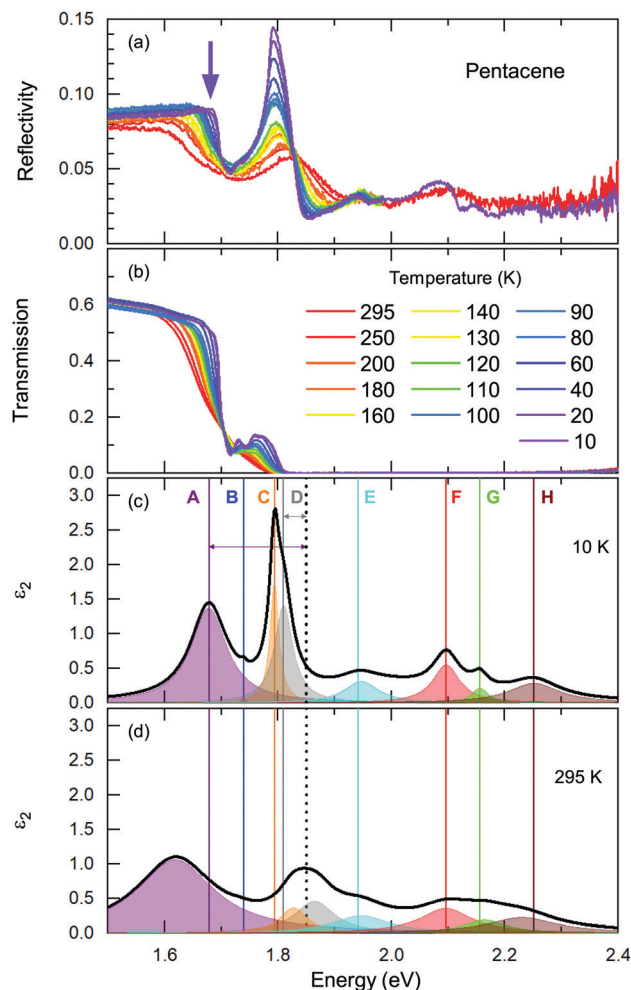 (a)
Pentacene
Reflectivity
0.15
0.10
0.05
0.00
(b)
Temperature (K)
295 140 90
250 130 80
200 120 60
180 110 40
160 100 20
10
Transmission
0.6
0.4
0.2
0.0
(c)
A B C D E F G H
10 K
ε2
3.0
2.5
2.0
1.5
1.0
0.5
0.0
(d)
295 K
ε2
3.0
2.5
2.0
1.5
1.0
0.5
0.0
1.6 1.8 2.0 2.2 2.4
Energy (eV)